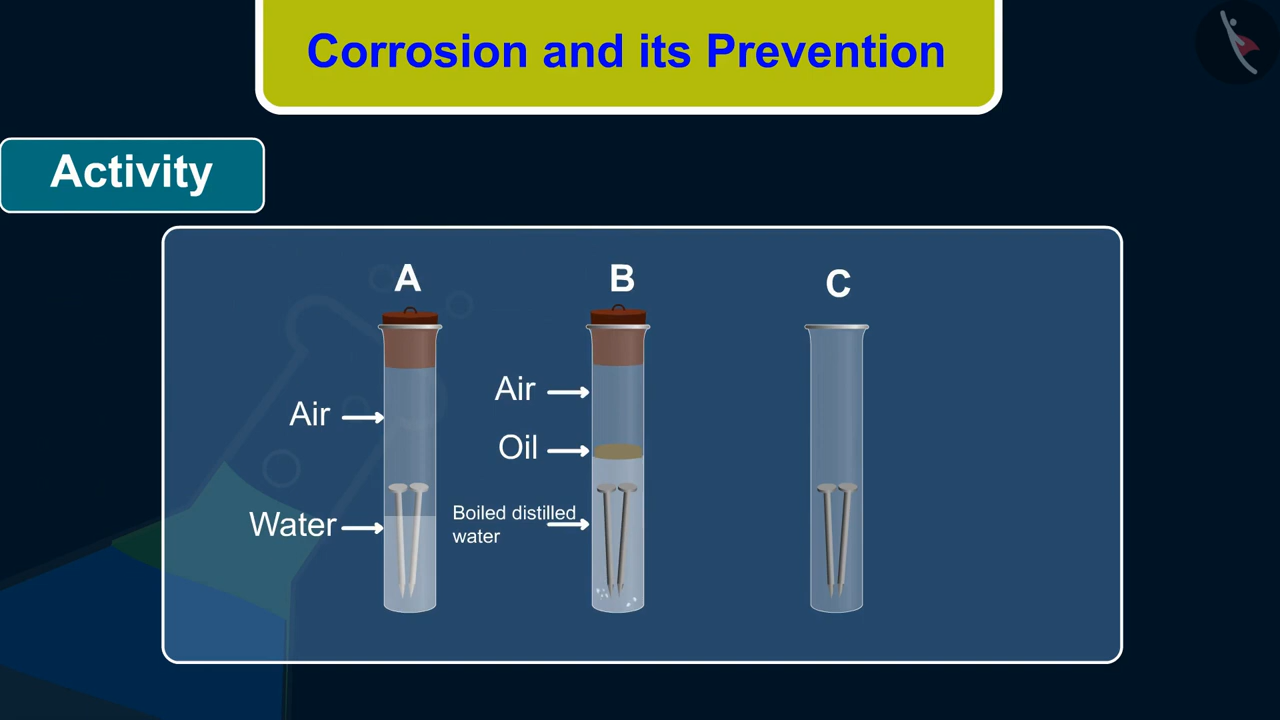 Corrosion and its Prevention
Activity
A
B
C
Air
Water
Air
Oil
Boiled distilled
water